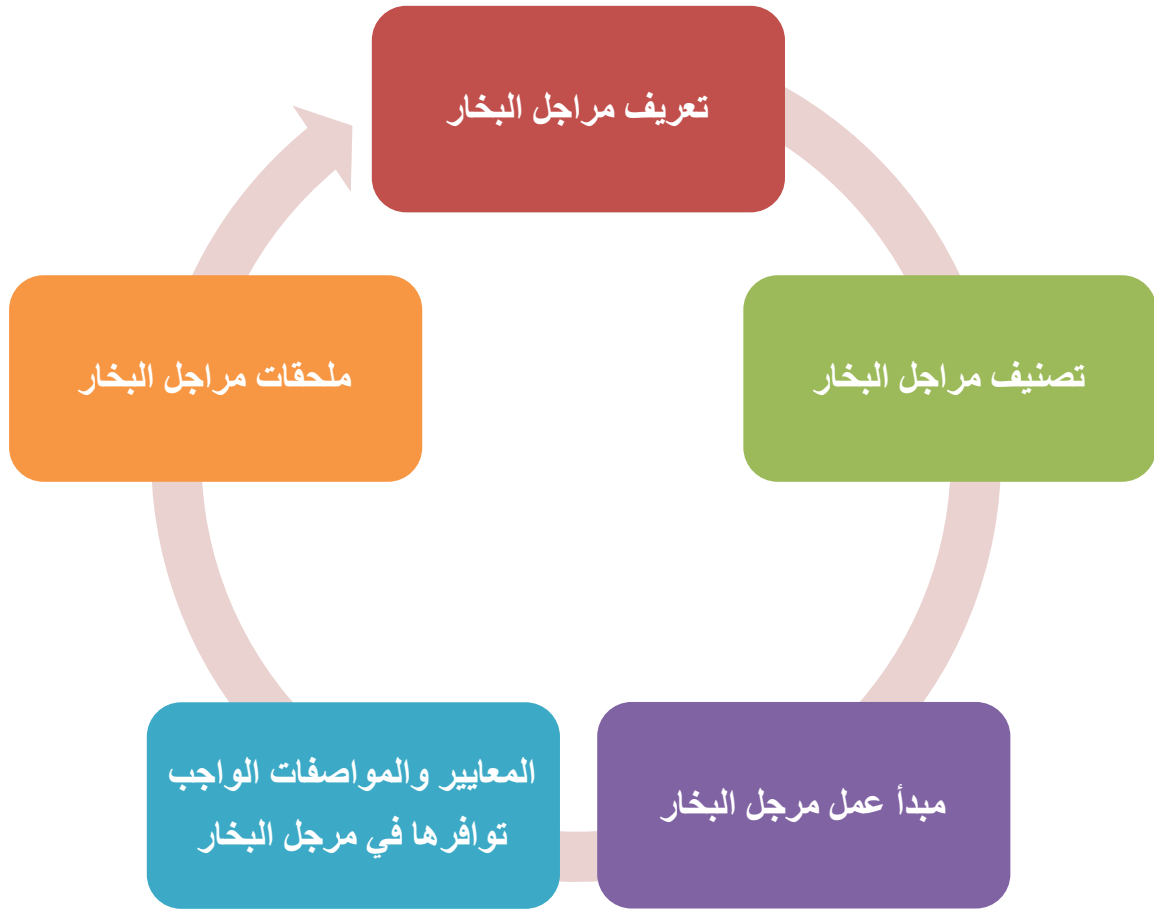 تعريف مراجل البخار
تصنيف مراجل البخار
مبدأ عمل مرجل البخار
المعايير والمواصفات الواجب
توافرها في مرجل البخار
ملحقات مراجل البخار